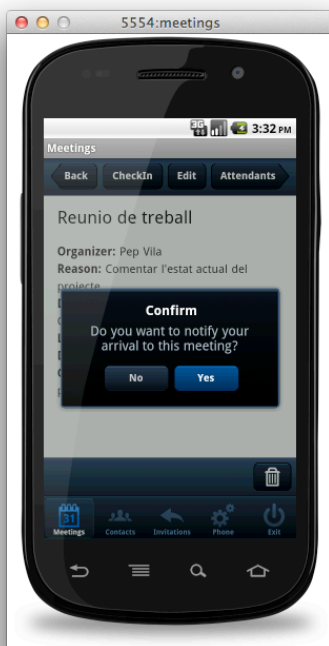 5554:meetings
3G
3:32 PM
Meetings
Back CheckIn Edit Attendants
Reunio de treball
Organizer: Pep Vila
Reason: Comentar l'estat actual del
projecte
Confirm
Do you want to notify your
arrival to this meeting?
No Yes
31
Meetings Contacts Invitations Phone Exit